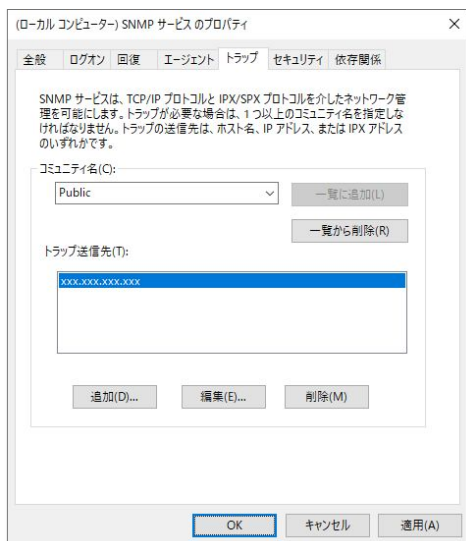 (ローカル コンピューター) SNMP サービス のプロパティ
全般 ログオン 回復 エージェント トラップ セキュリティ 依存関係
SNMP サービスは、TCP/IP プロトコルと IPX/SPX プロトコルを介したネットワーク管
理を可能にします。トラップが必要な場合は、1 つ以上のコミュニティ名を指定しな
ければなりません。トラップの送信先は、ホスト名、IP アドレス、または IPX アドレス
のいずれかです。
コミュニティ名(C):
Public
一覧に追加(L)
一覧から削除(R)
トラップ送信先(T):
xxx.xxx.xxx.xxx
追加(D)... 編集(E)... 削除(M)
OK キャンセル 適用(A)